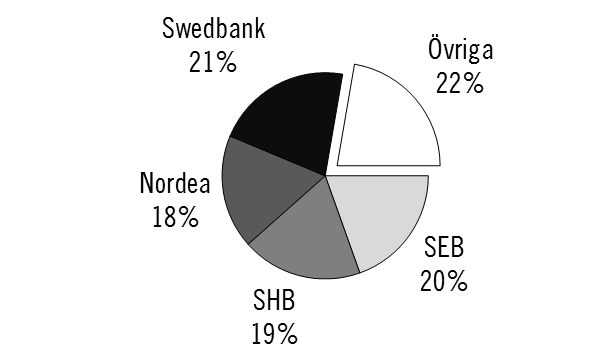 Swedbank
21%
Övriga
22%
Nordea
18%
SEB
20%
SHB
19%